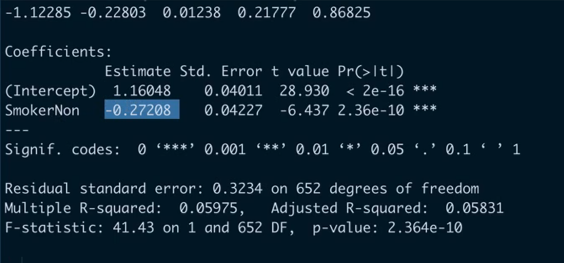 -1.12285 -0.22803 0.01238 0.21777 0.86825
Coefficients:
Estimate Std. Error t value Pr(>|t|)
(Intercept) 1.16048 0.04011 28.930 < 2e-16 ***
SmokerNon -0.27208 0.04227 -6.437 2.36e-10 ***
---
Signif. codes: 0 ‘***’ 0.001 ‘**’ 0.01 ‘*’ 0.05 ‘.’ 0.1 ‘ ’ 1
Residual standard error: 0.3234 on 652 degrees of freedom
Multiple R-squared: 0.05975, Adjusted R-squared: 0.05831
F-statistic: 41.43 on 1 and 652 DF, p-value: 2.364e-10